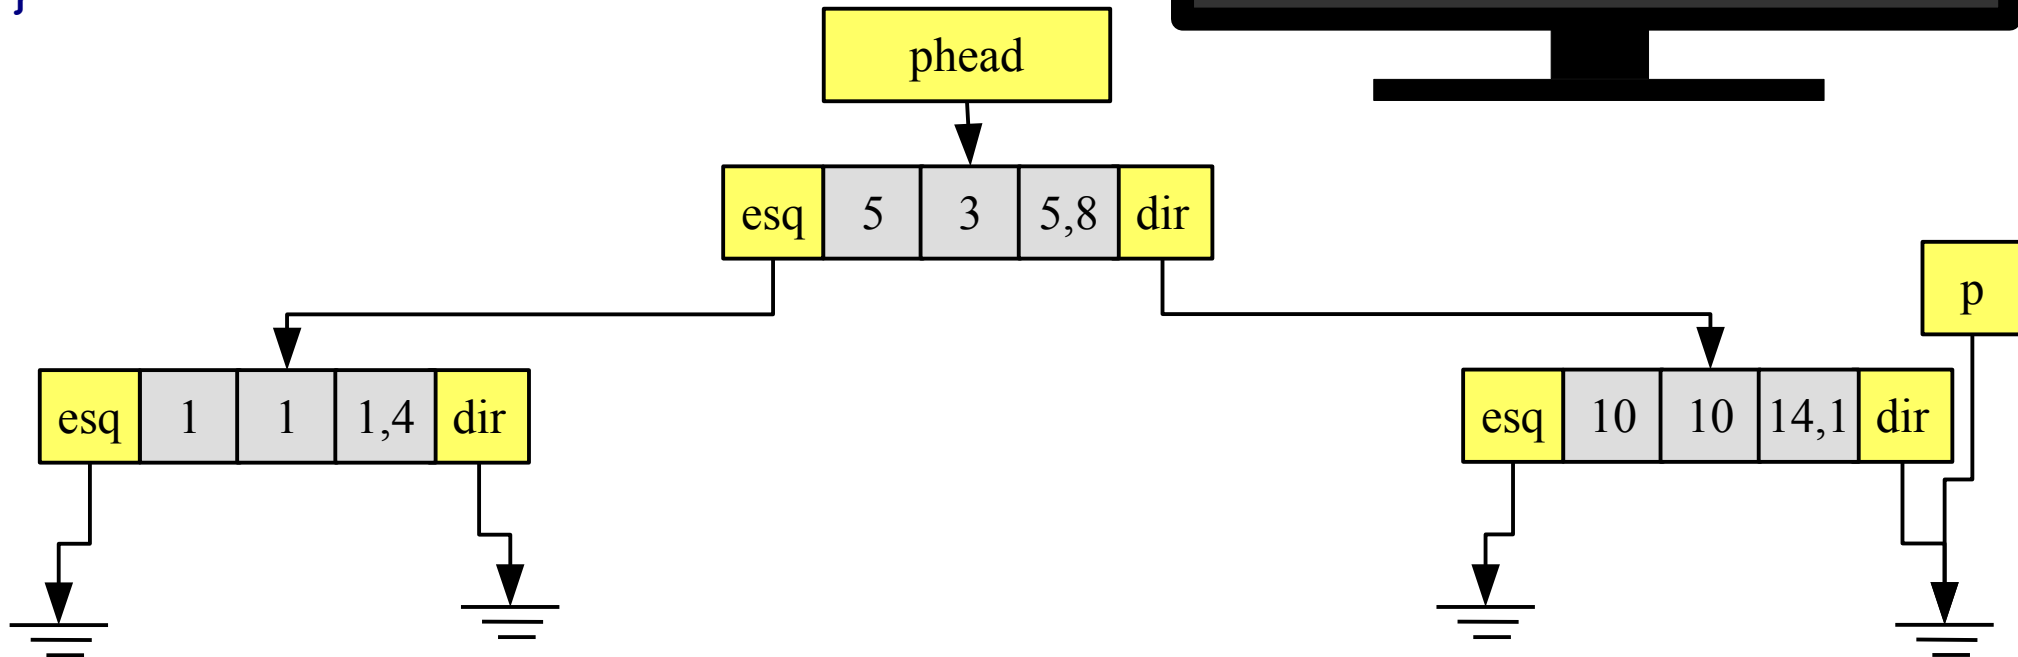 }
phead
esq 5 3 5,8 dir
p
esq 1 1 1,4 dir
esq 10 10 14,1 dir